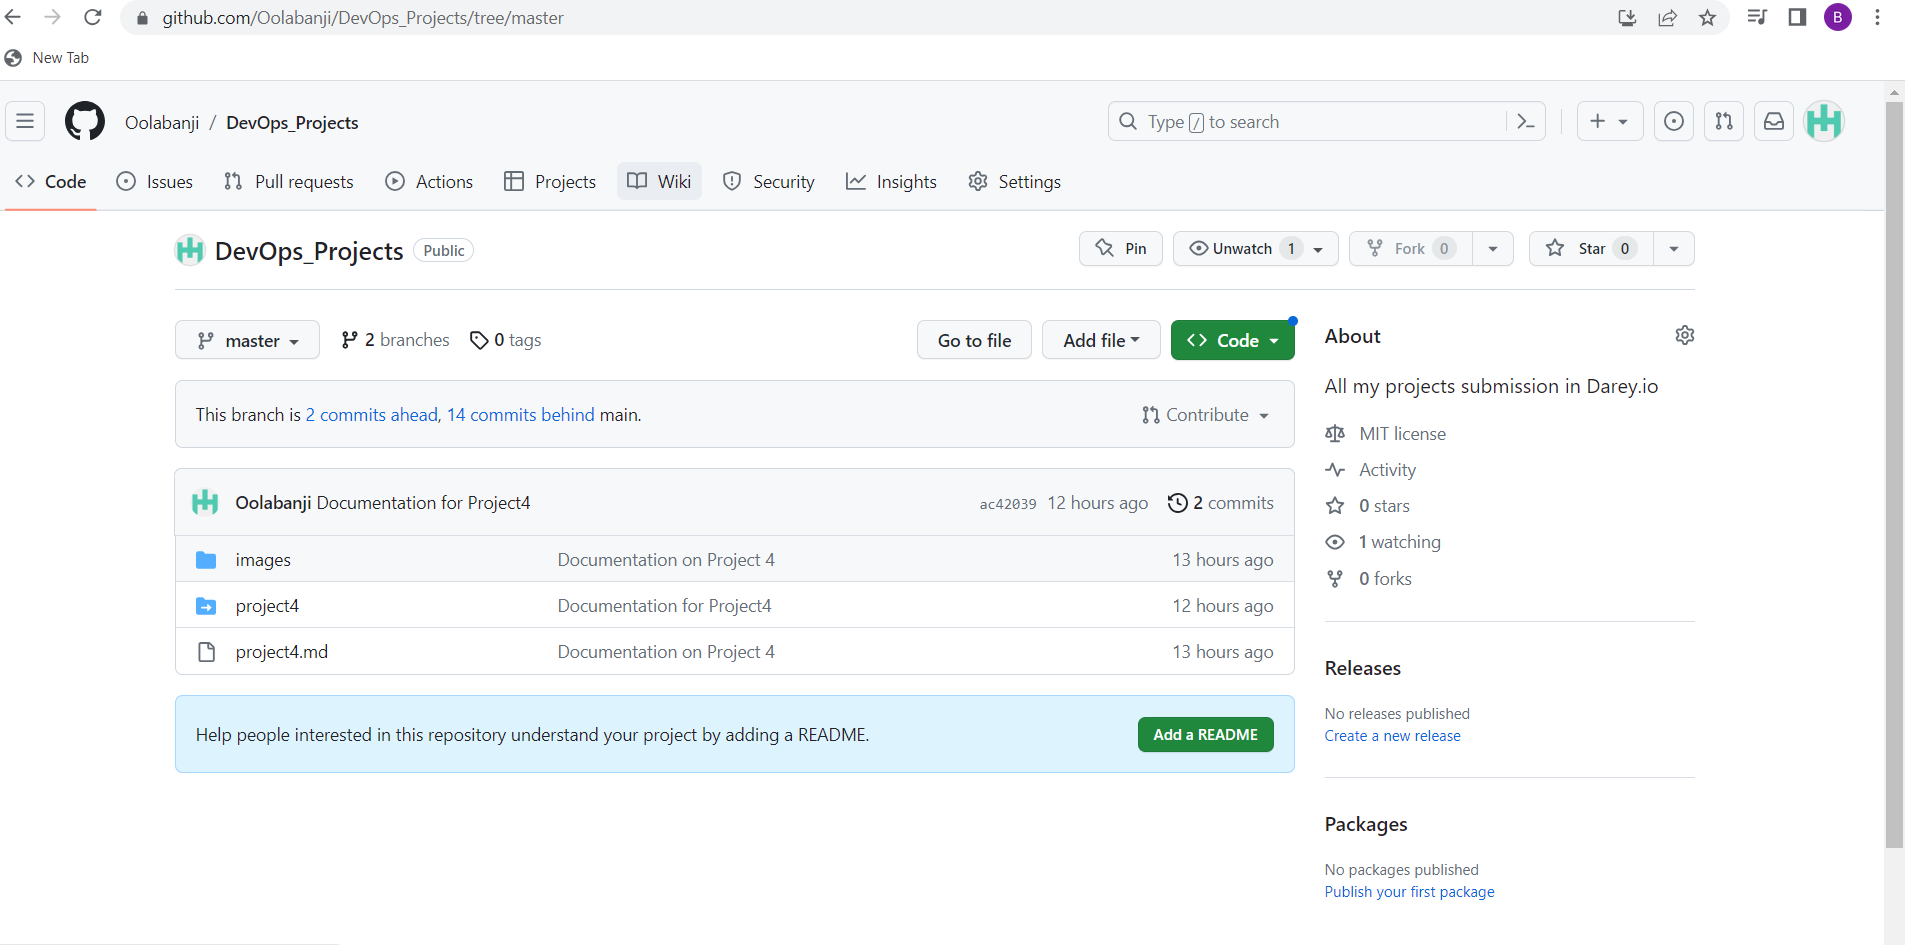 github.com/Oolabanji/DevOps_Projects/tree/master
B
New Tab
Oolabanji / DevOps_Projects
Type / to search
Code Issues Pull requests Actions Projects Wiki Security Insights Settings
DevOps_Projects Public
Pin Unwatch 1 Fork 0 Star 0
master 2 branches 0 tags Go to file Add file Code
This branch is 2 commits ahead, 14 commits behind main. Contribute
Oolabanji Documentation for Project4 ac42039 12 hours ago 2 commits
images Documentation on Project 4 13 hours ago
project4 Documentation for Project4 12 hours ago
project4.md Documentation on Project 4 13 hours ago
Help people interested in this repository understand your project by adding a README. Add a README
About
All my projects submission in Darey.io
MIT license
Activity
0 stars
1 watching
0 forks
Releases
No releases published
Create a new release
Packages
No packages published
Publish your first package